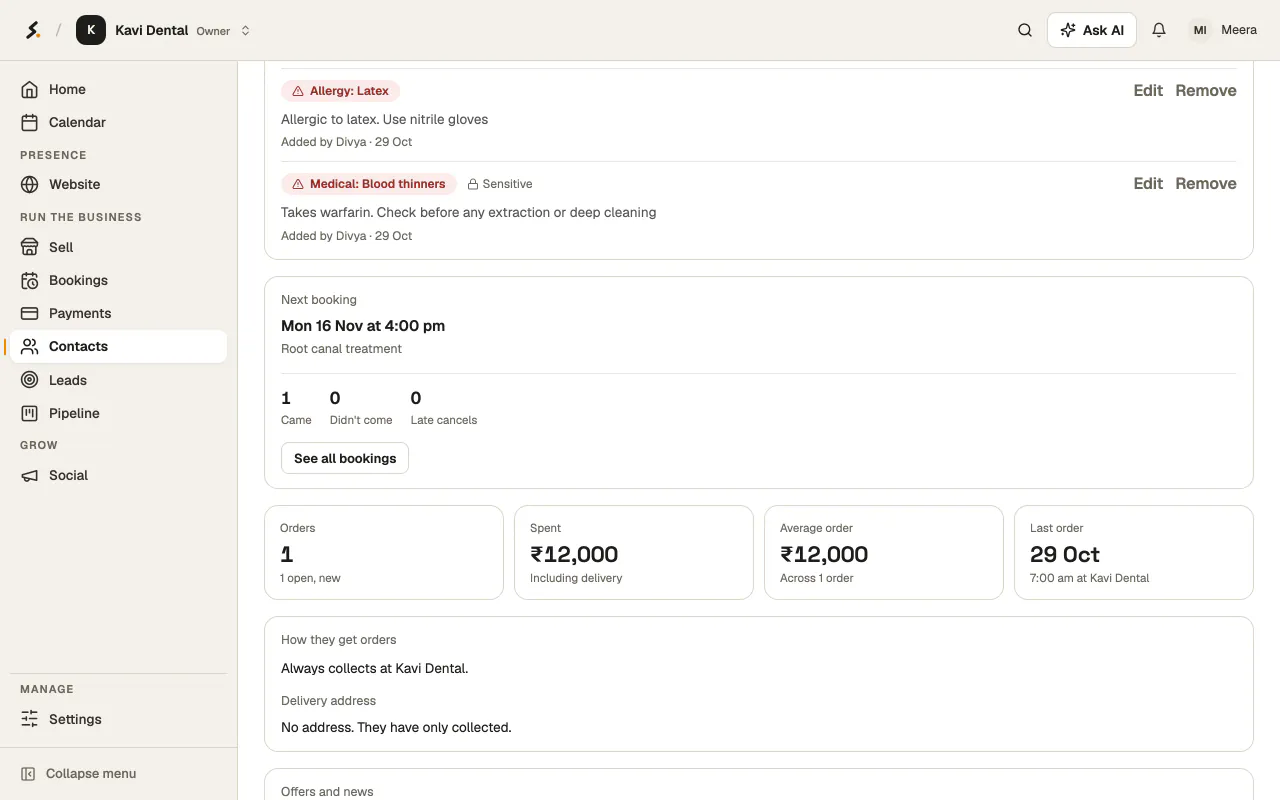 /
K
Kavi Dental Owner
Ask AI
MI
Meera
Home
Calendar
PRESENCE
Website
RUN THE BUSINESS
Sell
Bookings
Payments
Contacts
Leads
Pipeline
GROW
Social
MANAGE
Settings
Collapse menu
Allergy: Latex
Edit Remove
Allergic to latex. Use nitrile gloves
Added by Divya · 29 Oct
Medical: Blood thinners Sensitive
Edit Remove
Takes warfarin. Check before any extraction or deep cleaning
Added by Divya · 29 Oct
Next booking
Mon 16 Nov at 4:00 pm
Root canal treatment
1 0 0
Came Didn't come Late cancels
See all bookings
Orders
1
1 open, new
Spent
₹12,000
Including delivery
Average order
₹12,000
Across 1 order
Last order
29 Oct
7:00 am at Kavi Dental
How they get orders
Always collects at Kavi Dental.
Delivery address
No address. They have only collected.
Offers and news